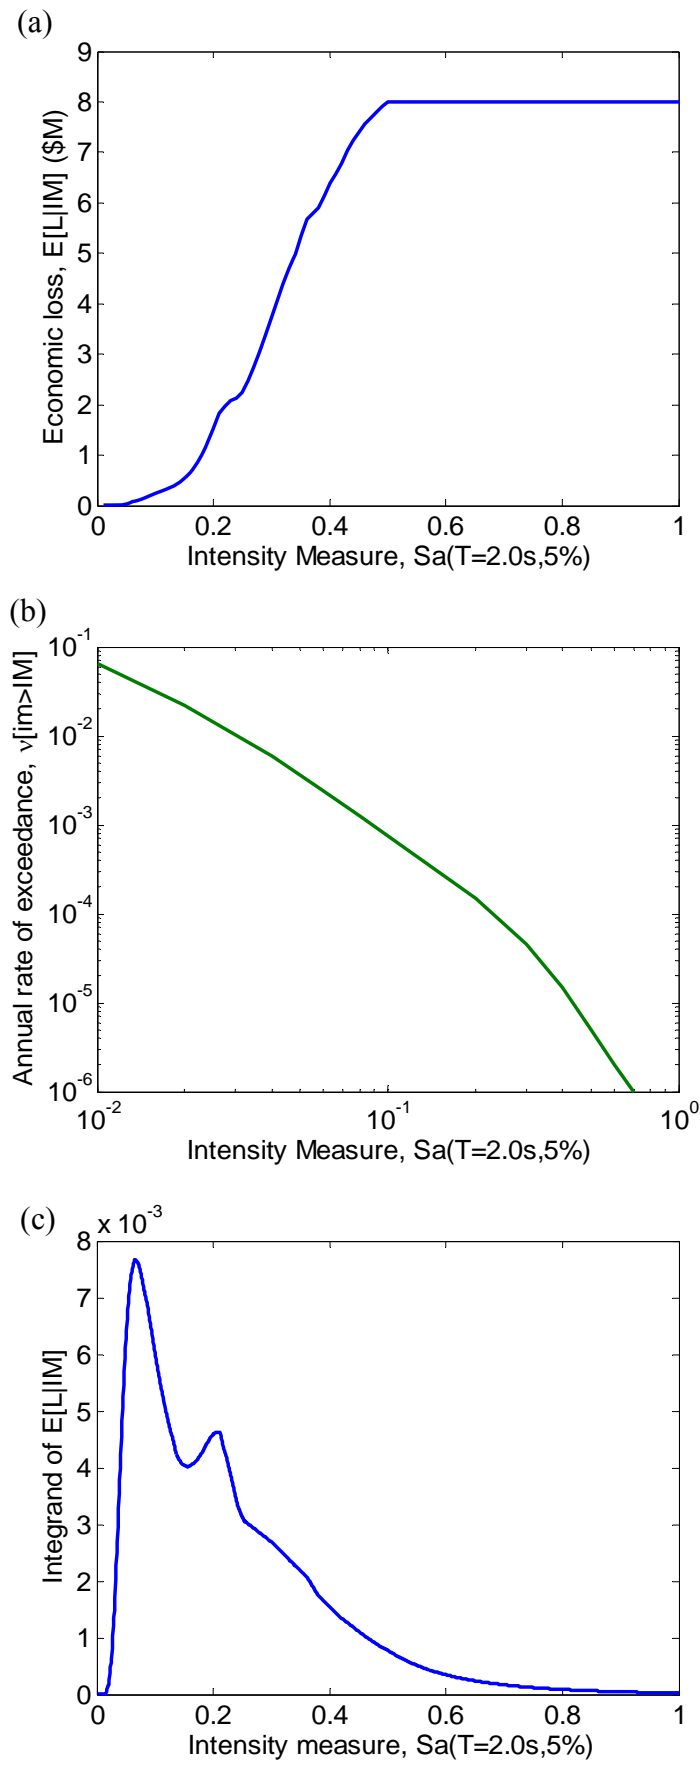 (a)
9
8
7
6
5
4
3
2
1
0
Economic loss, E[L|IM] ($M)
0 0.2 0.4 0.6 0.8 1
Intensity Measure, Sa(T=2.0s,5%)
(b)
10-1
10-2
10-3
10-4
10-5
10-6
Annual rate of exceedance, ν[im>IM]
10-2 10-1 100
Intensity Measure, Sa(T=2.0s,5%)
(c)
x 10-3
8
7
6
5
4
3
2
1
0
Integrand of E[L|IM]
0 0.2 0.4 0.6 0.8 1
Intensity measure, Sa(T=2.0s,5%)